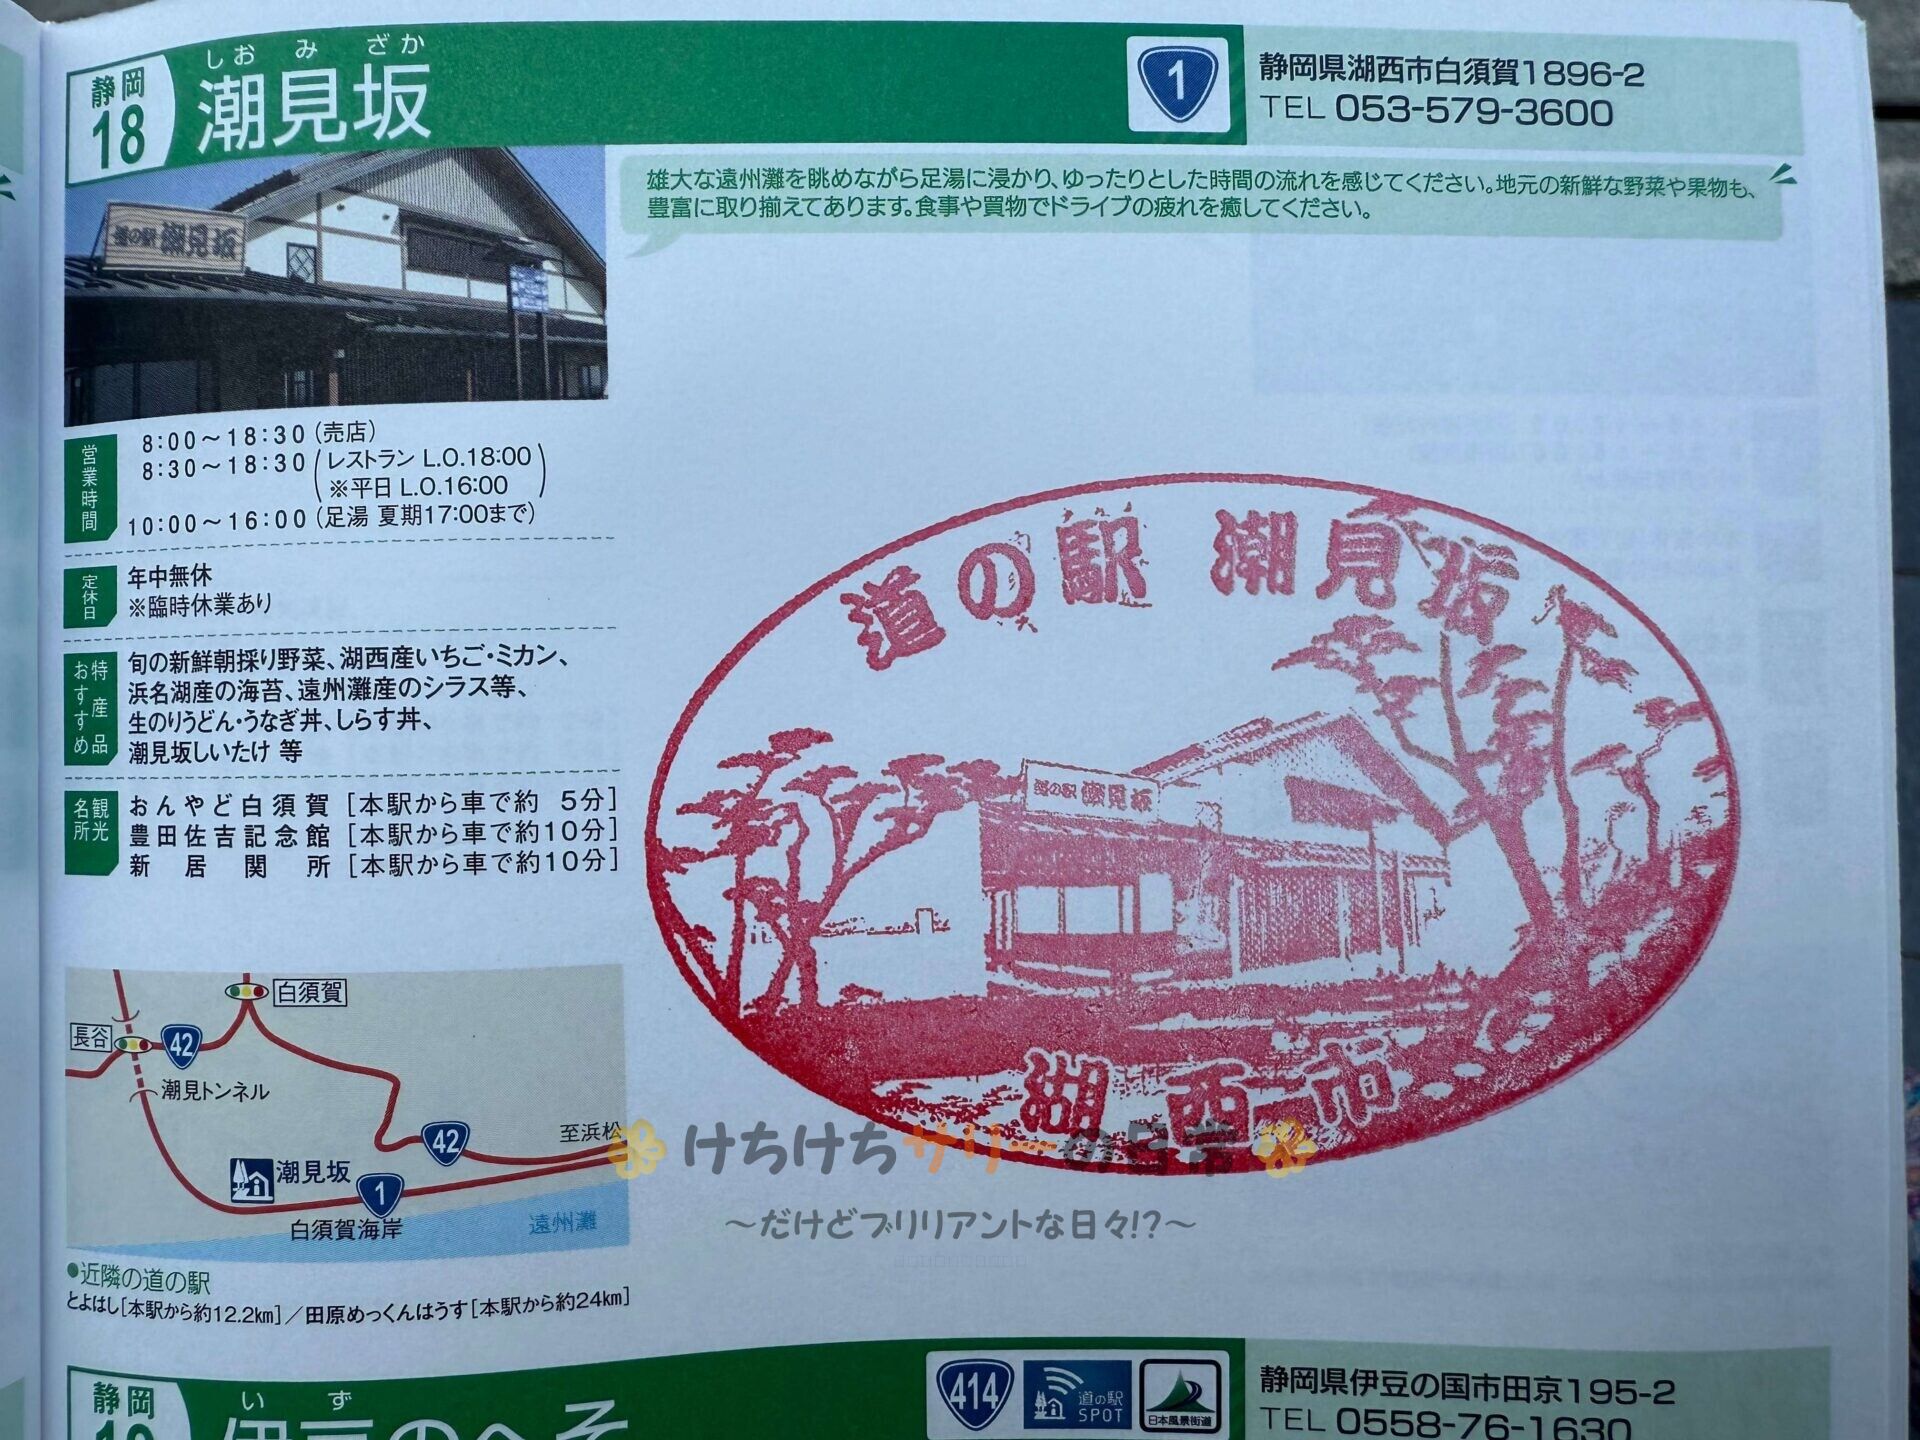 静岡
18
しおみざか
潮見坂
1
静岡県湖西市白須賀1896-2
TEL 053-579-3600
雄大な遠州灘を眺めながら足湯に浸かり、ゆったりとした時間の流れを感じてください。地元の新鮮な野菜や果物も、
豊富に取り揃えてあります。食事や買物でドライブの疲れを癒してください。
道の駅 潮見坂
営業時間
8:00～18:30(売店)
8:30～18:30(レストラン L.O.18:00
※平日 L.O.16:00)
10:00～16:00(足湯 夏期17:00まで)
定休日
年中無休
※臨時休業あり
特産品
おすすめ
旬の新鮮朝採り野菜、湖西産いちご・ミカン、
浜名湖産の海苔、遠州灘産のシラス等、
生のりうどん・うなぎ丼、しらす丼、
潮見坂しいたけ 等
観光
名所
おんやど白須賀 [本駅から車で約 5分]
豊田佐吉記念館 [本駅から車で約10分]
新居関所 [本駅から車で約10分]
道の駅 潮見坂
道の駅 潮見坂
湖西市
白須賀
長谷
42
潮見トンネル
42
至浜松
潮見坂
1
白須賀海岸
遠州灘
けちけちサリーの日常
～だけどブリリアントな日々!?～
●近隣の道の駅
とよはし[本駅から約12.2km]／田原めっくんはうす[本駅から約24km]
静岡
19
いず
伊豆のへそ
414
道の駅
SPOT
日本風景街道
静岡県伊豆の国市田京195-2
TEL 0558-76-1630